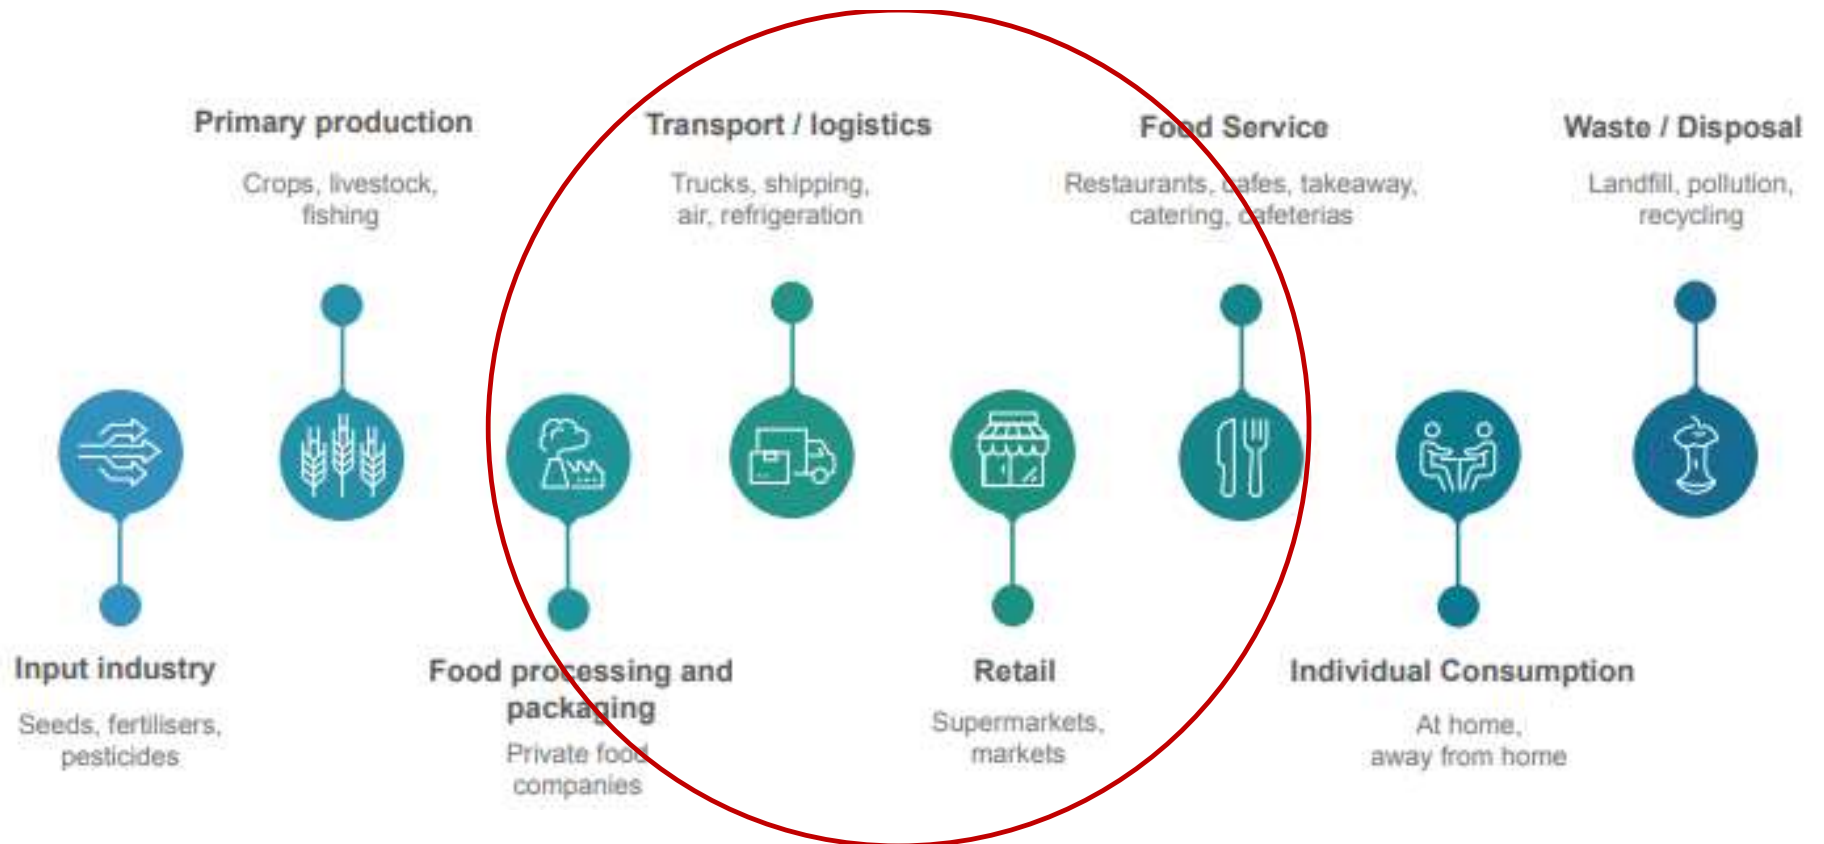 Primary production
Crops, livestock,
fishing
Transport / logistics
Trucks, shipping,
air, refrigeration
Food Service
Restaurants, cafes, takeaway,
catering, cafeterias
Waste / Disposal
Landfill, pollution,
recycling
Input industry
Seeds, fertilisers,
pesticides
Food processing and
packaging
Private food
companies
Retail
Supermarkets,
markets
Individual Consumption
At home,
away from home